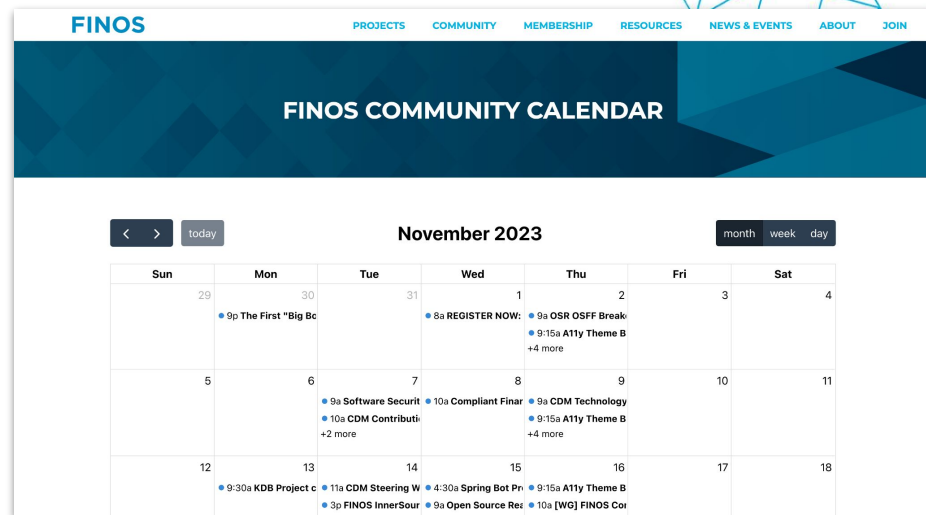 FINOS PROJECTS COMMUNITY MEMBERSHIP RESOURCES NEWS & EVENTS ABOUT JOIN
FINOS COMMUNITY CALENDAR
today November 2023 month week day
Sun Mon Tue Wed Thu Fri Sat
29 30 31 1 2 3 4
9p The First "Big Bo 8a REGISTER NOW: 9a OSR OSFF Break
9:15a A11y Theme B
+4 more
5 6 7 8 9 10 11
9a Software Securit 10a Compliant Finar 9a CDM Technology
10a CDM Contributi 9:15a A11y Theme B
+2 more +4 more
12 13 14 15 16 17 18
9:30a KDB Project c 11a CDM Steering W 4:30a Spring Bot Pr 9:15a A11y Theme B
3p FINOS InnerSour 9a Open Source Rea 10a [WG] FINOS Cor